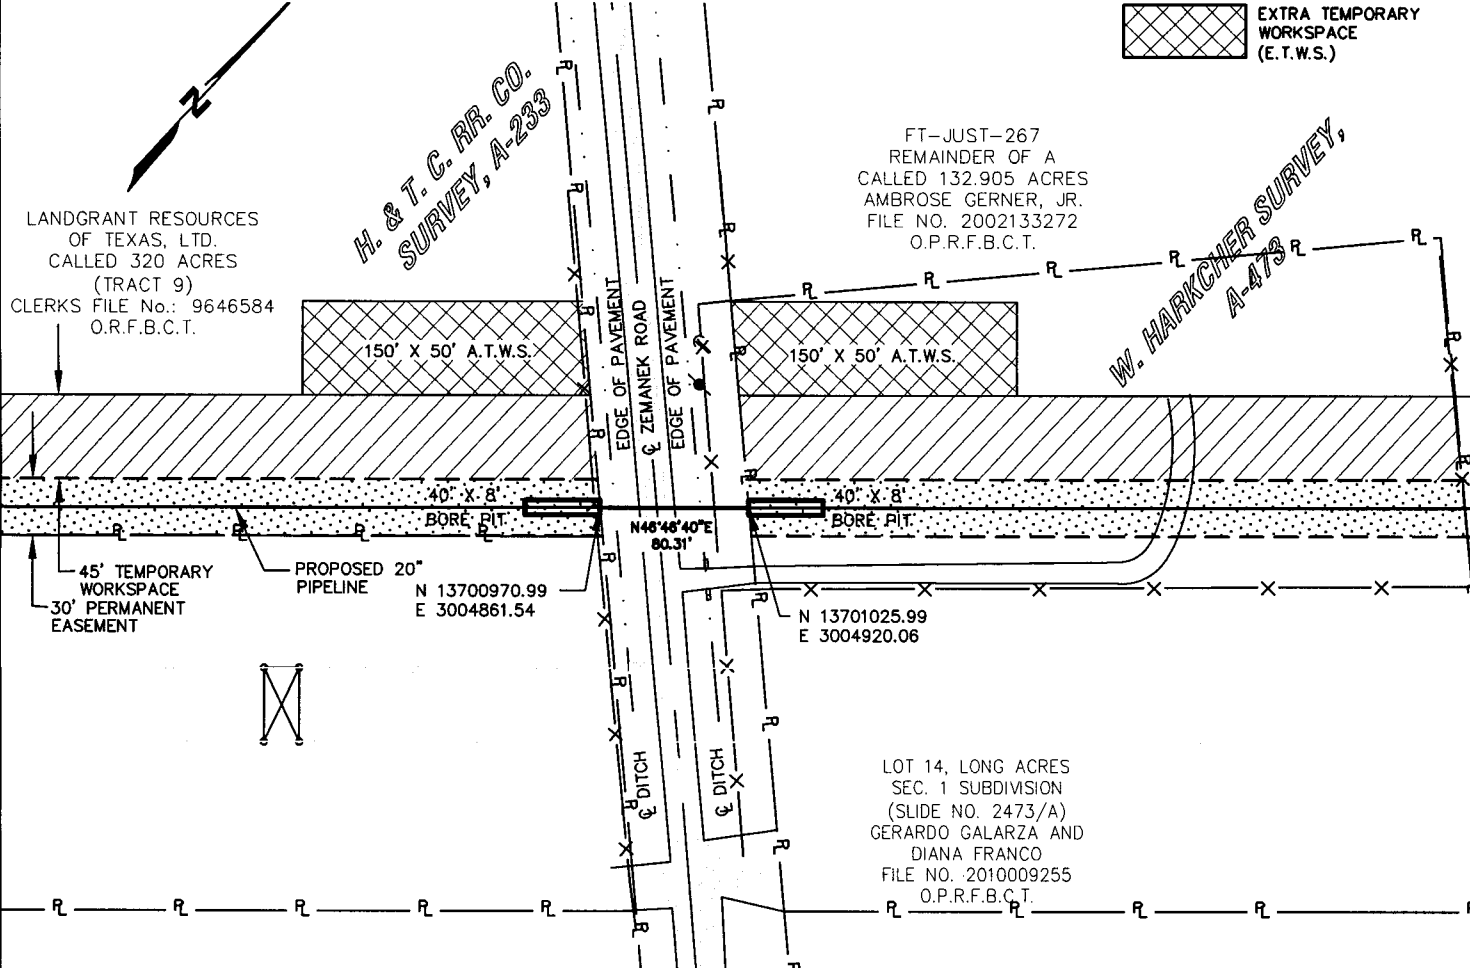 EXTRA TEMPORARY
WORKSPACE
(E.T.W.S.)
N
H. & T. C. RR. CO.
SURVEY, A-233
FT-JUST-267
REMAINDER OF A
CALLED 132.905 ACRES
AMBROSE GERNER, JR.
FILE NO. 2002133272
O.P.R.F.B.C.T.
W. HARKCHER SURVEY,
A-473
LANDGRANT RESOURCES
OF TEXAS, LTD.
CALLED 320 ACRES
(TRACT 9)
CLERKS FILE No.: 9646584
O.R.F.B.C.T.
150' X 50' A.T.W.S.
EDGE OF PAVEMENT
℄ ZEMANEK ROAD
EDGE OF PAVEMENT
150' X 50' A.T.W.S.
40' X 8'
BORE PIT
N46°46'40"E
80.31'
40' X 8'
BORE PIT
45' TEMPORARY
WORKSPACE
30' PERMANENT
EASEMENT
PROPOSED 20"
PIPELINE
N 13700970.99
E 3004861.54
N 13701025.99
E 3004920.06
℄ DITCH
℄ DITCH
LOT 14, LONG ACRES
SEC. 1 SUBDIVISION
(SLIDE NO. 2473/A)
GERARDO GALARZA AND
DIANA FRANCO
FILE NO. 2010009255
O.P.R.F.B.C.T.